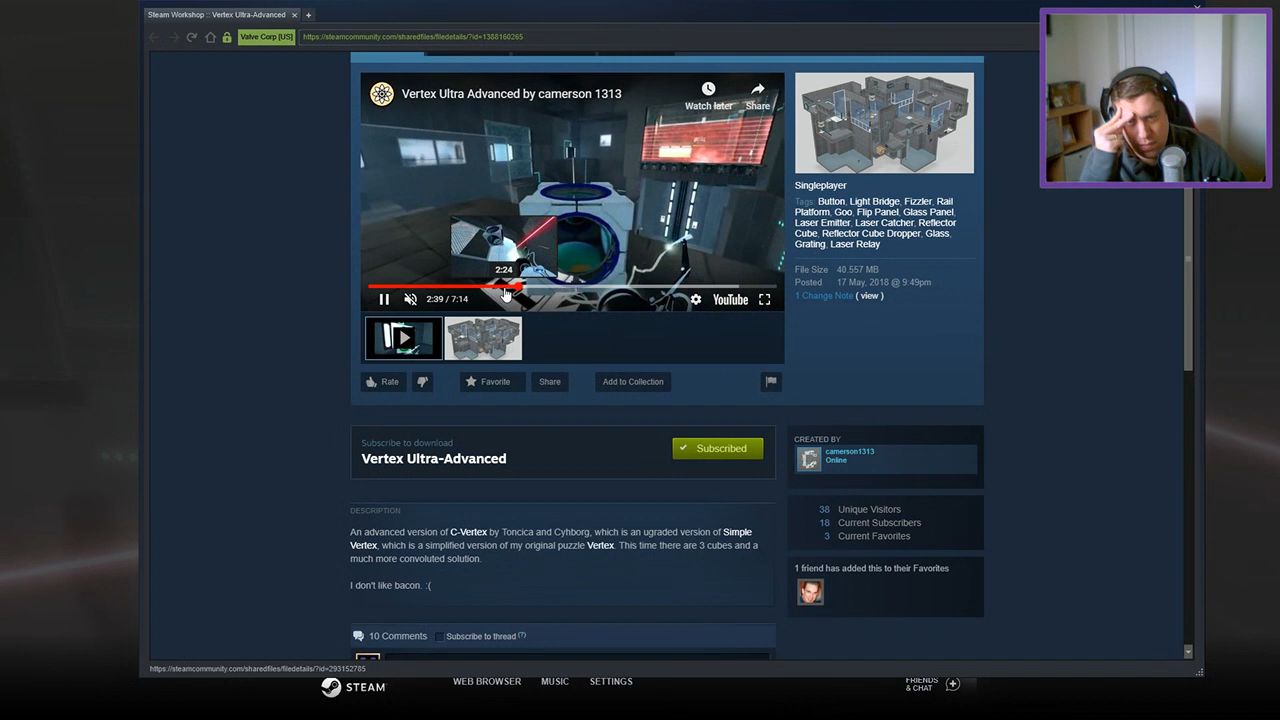 Steam Workshop :: Vertex Ultra-Advanced
Valve Corp [US]
https://steamcommunity.com/sharedfiles/filedetails/?id=1388160265
Vertex Ultra Advanced by camerson 1313
Watch later
Share
2:24
2:39 / 7:14
YouTube
Singleplayer
Tags: Button, Light Bridge, Fizzler, Rail
Platform, Goo, Flip Panel, Glass Panel,
Laser Emitter, Laser Catcher, Reflector
Cube, Reflector Cube Dropper, Glass,
Grating, Laser Relay
File Size 40.557 MB
Posted 17 May, 2018 @ 9:49pm
1 Change Note ( view )
Rate
Favorite
Share
Add to Collection
Subscribe to download
Vertex Ultra-Advanced
Subscribed
CREATED BY
camerson1313
Online
DESCRIPTION
An advanced version of C-Vertex by Toncica and Cyhborg, which is an ugraded version of Simple
Vertex, which is a simplified version of my original puzzle Vertex. This time there are 3 cubes and a
much more convoluted solution.
I don't like bacon. :(
38 Unique Visitors
18 Current Subscribers
3 Current Favorites
1 friend has added this to their Favorites
10 Comments
Subscribe to thread (?)
https://steamcommunity.com/sharedfiles/filedetails/?id=293152785
STEAM
WEB BROWSER
MUSIC
SETTINGS
FRIENDS
& CHAT